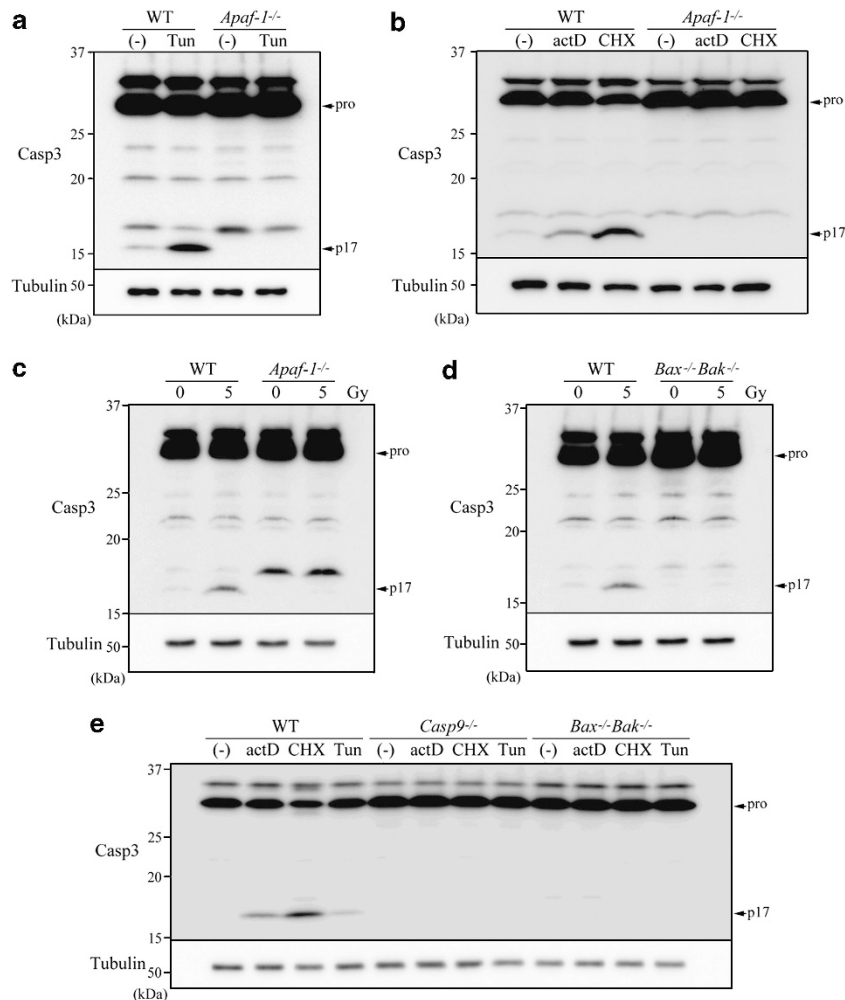 a
WT Apaf-1-/-
(-) Tun (-) Tun
37
pro
25
Casp3
20
p17
15
Tubulin 50
(kDa)
b
WT Apaf-1-/-
(-) actD CHX (-) actD CHX
37
pro
25
Casp3
20
p17
15
Tubulin 50
(kDa)
c
WT Apaf-1-/-
0 5 0 5 Gy
37
pro
25
Casp3
20
p17
15
Tubulin 50
(kDa)
d
WT Bax-/-Bak-/-
0 5 0 5 Gy
37
pro
25
Casp3
20
p17
15
Tubulin 50
(kDa)
e
WT Casp9-/- Bax-/-Bak-/-
(-) actD CHX Tun (-) actD CHX Tun (-) actD CHX Tun
37
pro
25
Casp3
20
p17
15
Tubulin 50
(kDa)